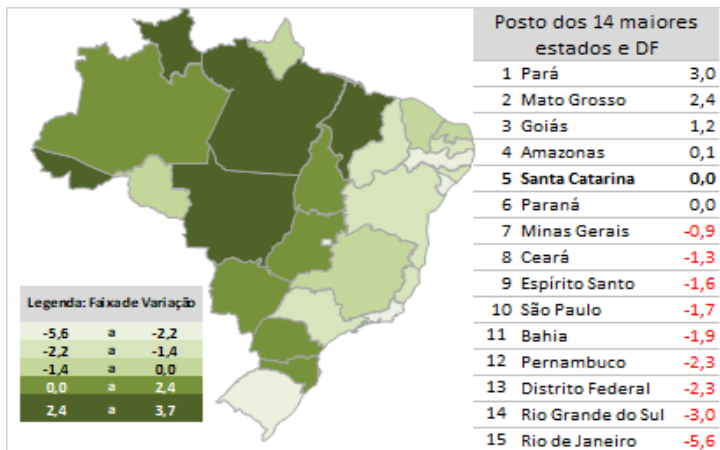 Posto dos 14 maiores
estados e DF
1 Pará 3,0
2 Mato Grosso 2,4
3 Goiás 1,2
4 Amazonas 0,1
5 Santa Catarina 0,0
6 Paraná 0,0
7 Minas Gerais -0,9
8 Ceará -1,3
9 Espírito Santo -1,6
10 São Paulo -1,7
11 Bahia -1,9
12 Pernambuco -2,3
13 Distrito Federal -2,3
14 Rio Grande do Sul -3,0
15 Rio de Janeiro -5,6
Legenda: Faixa de Variação
-5,6 a -2,2
-2,2 a -1,4
-1,4 a 0,0
0,0 a 2,4
2,4 a 3,7